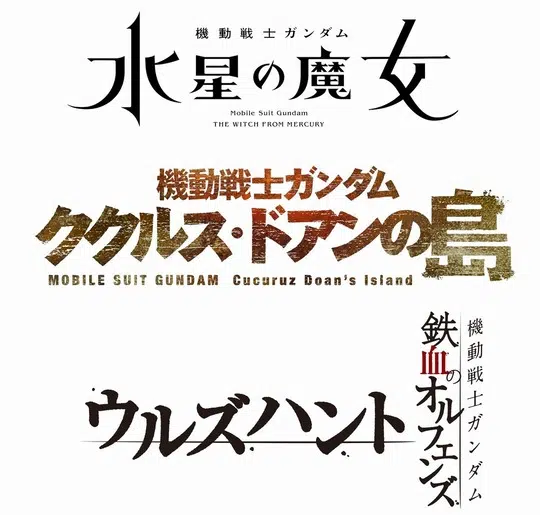 機動戦士ガンダム
水星の魔女
Mobile Suit Gundam
THE WITCH FROM MERCURY
機動戦士ガンダム
ククルス・ドアンの島
MOBILE SUIT GUNDAM Cucuruz Doan's Island
機動戦士ガンダム
鉄血のオルフェンズ
ウルズハント